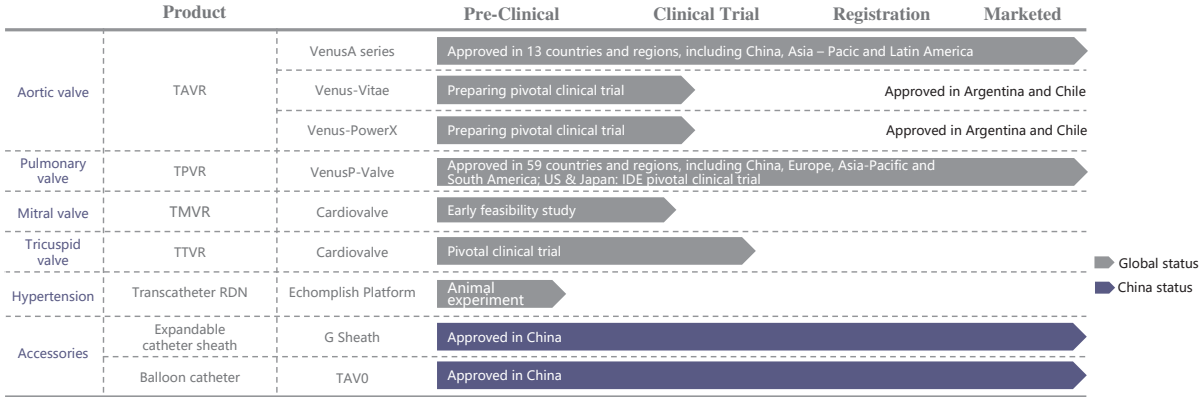 Product Pre-Clinical Clinical Trial Registration Marketed
Aortic valve TAVR VenusA series Approved in 13 countries and regions, including China, Asia – Pacic and Latin America
Venus-Vitae Preparing pivotal clinical trial Approved in Argentina and Chile
Venus-PowerX Preparing pivotal clinical trial Approved in Argentina and Chile
Pulmonary
valve TPVR VenusP-Valve Approved in 59 countries and regions, including China, Europe, Asia-Pacific and
South America; US & Japan: IDE pivotal clinical trial
Mitral valve TMVR Cardiovalve Early feasibility study
Tricuspid
valve TTVR Cardiovalve Pivotal clinical trial
Hypertension Transcatheter RDN Echomplish Platform Animal
experiment
Accessories Expandable
catheter sheath G Sheath Approved in China
Balloon catheter TAV0 Approved in China
Global status
China status